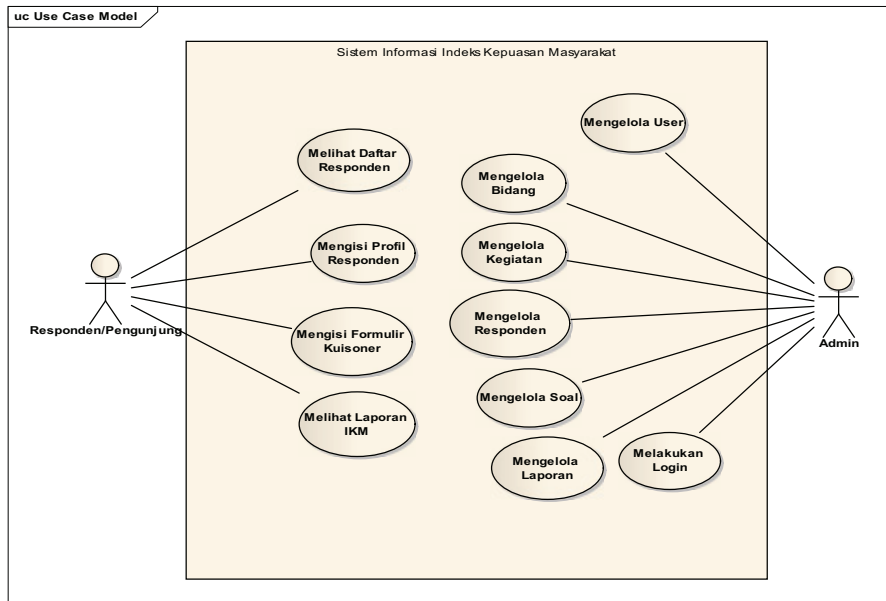 uc Use Case Model
Sistem Informasi Indeks Kepuasan Masyarakat
Mengelola User
Melihat Daftar
Responden
Mengelola
Bidang
Mengisi Profil
Responden
Mengelola
Kegiatan
Mengisi Formulir
Kuisoner
Mengelola
Responden
Responden/Pengunjung
Admin
Melihat Laporan
IKM
Mengelola Soal
Mengelola
Laporan
Melakukan
Login